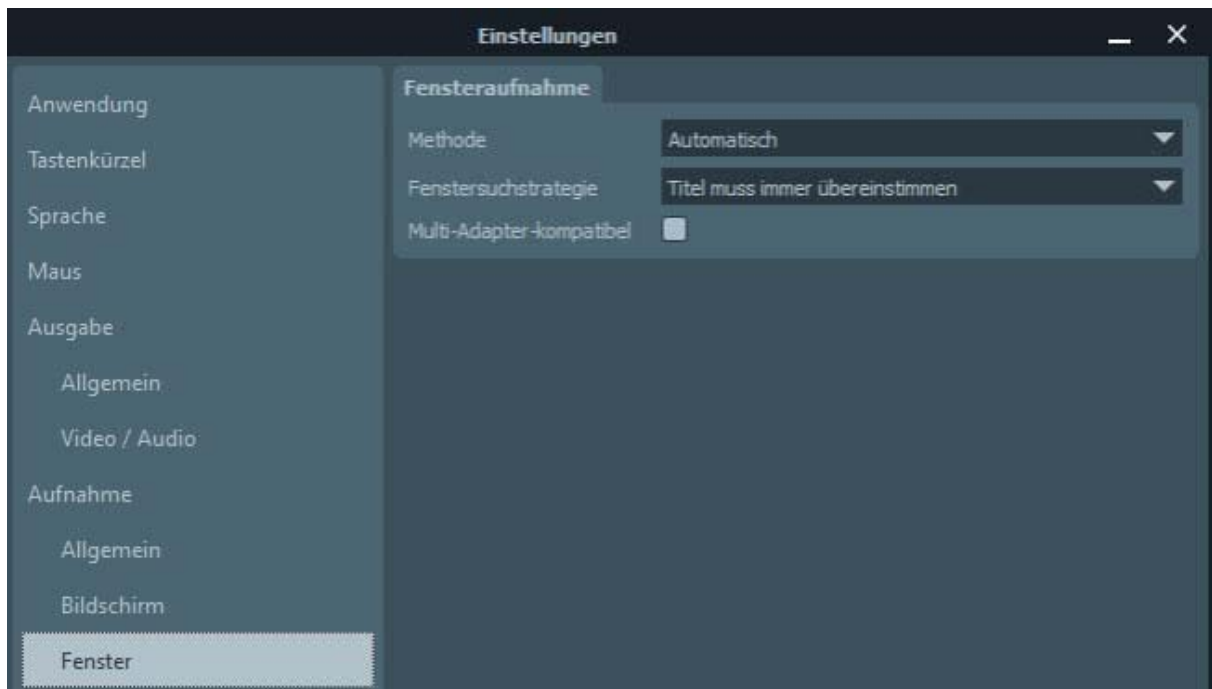 Einstellungen
Anwendung
Tastenkürzel
Sprache
Maus
Ausgabe
Allgemein
Video / Audio
Aufnahme
Allgemein
Bildschirm
Fenster
Fensteraufnahme
Methode Automatisch
Fenstersuchstrategie Titel muss immer übereinstimmen
Multi-Adapter-kompatibel